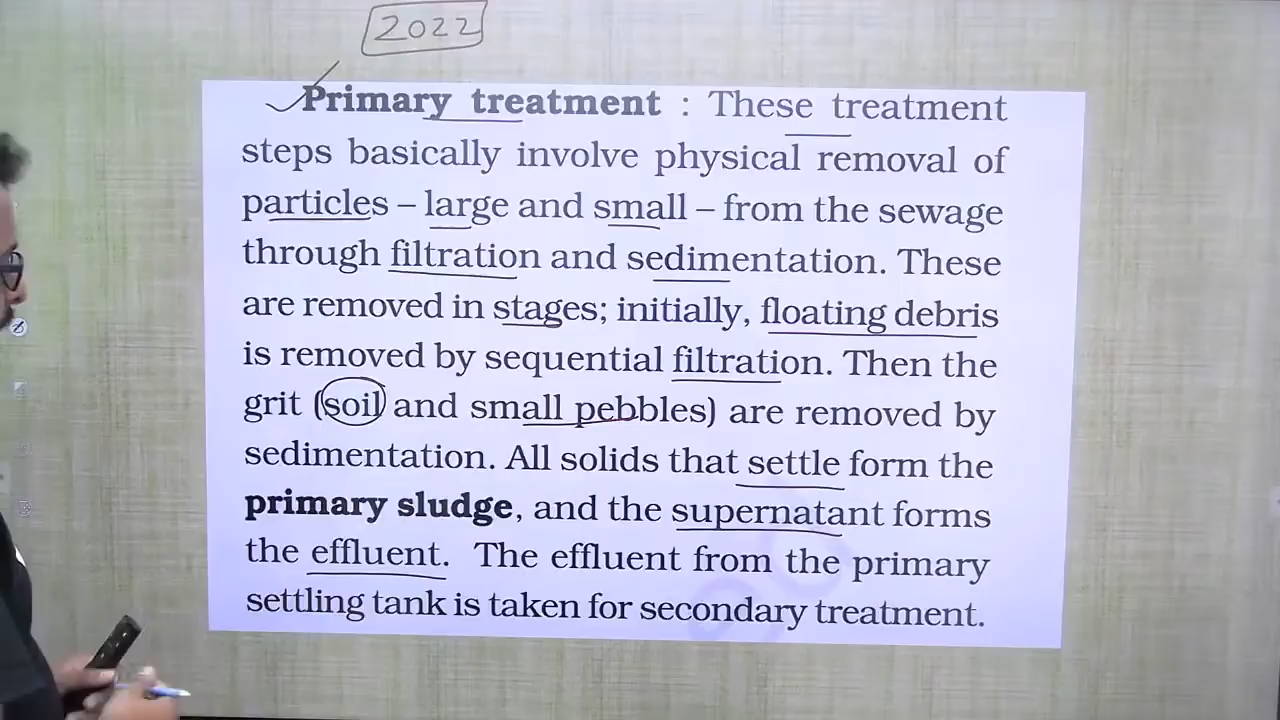 2022
Primary treatment : These treatment
steps basically involve physical removal of
particles – large and small – from the sewage
through filtration and sedimentation. These
are removed in stages; initially, floating debris
is removed by sequential filtration. Then the
grit (soil and small pebbles) are removed by
sedimentation. All solids that settle form the
primary sludge, and the supernatant forms
the effluent. The effluent from the primary
settling tank is taken for secondary treatment.